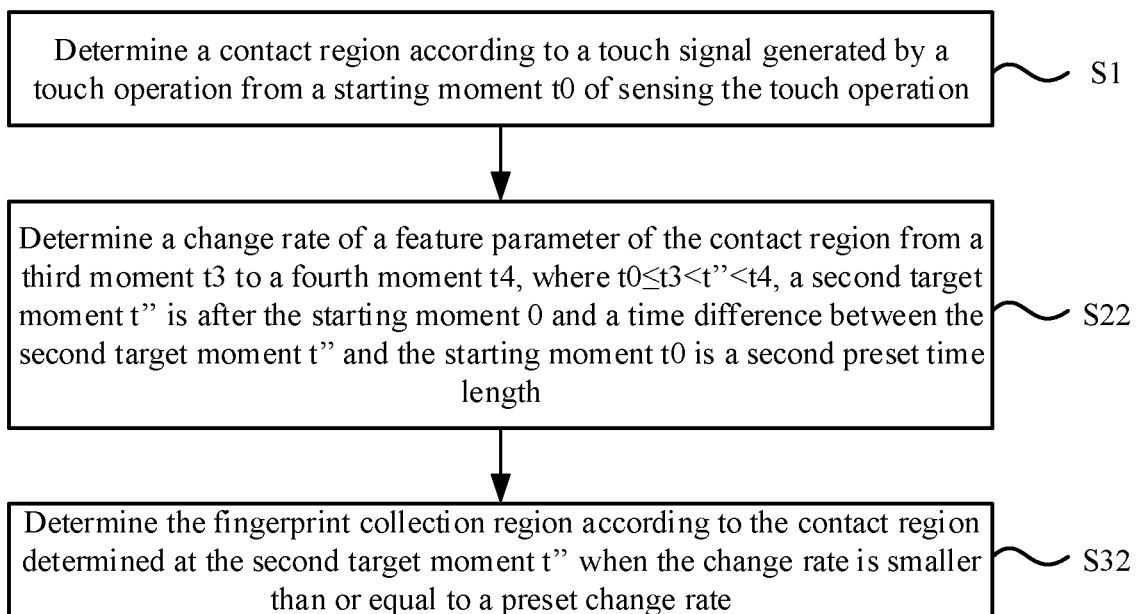 Determine a contact region according to a touch signal generated by a
touch operation from a starting moment t0 of sensing the touch operation
S1
Determine a change rate of a feature parameter of the contact region from a
third moment t3 to a fourth moment t4, where t0≤t3<t’’<t4, a second target
moment t” is after the starting moment 0 and a time difference between the
second target moment t” and the starting moment t0 is a second preset time
length
S22
Determine the fingerprint collection region according to the contact region
determined at the second target moment t” when the change rate is smaller
than or equal to a preset change rate
S32